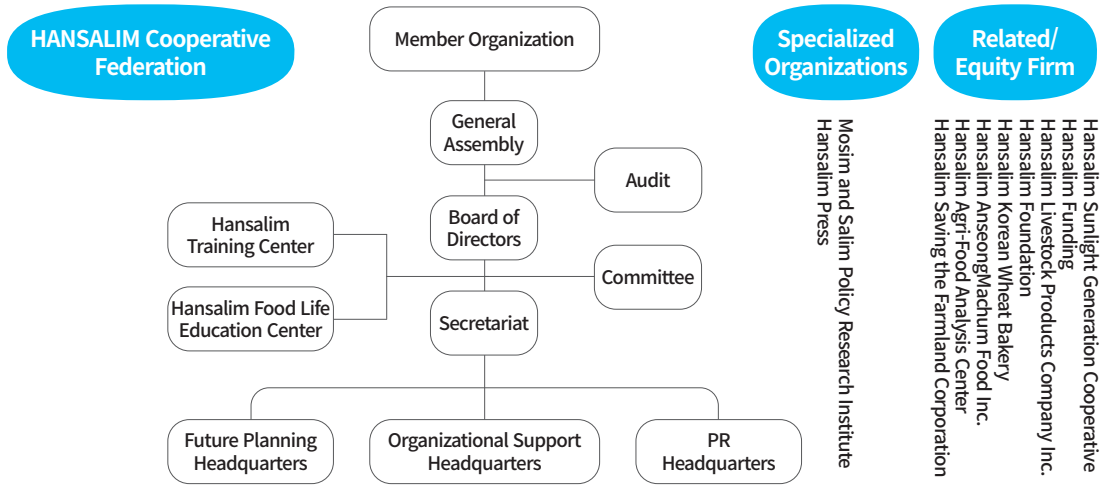 HANSALIM Cooperative
Federation
Member Organization
General
Assembly
Audit
Board of
Directors
Hansalim
Training Center
Committee
Hansalim Food Life
Education Center
Secretariat
Future Planning
Headquarters
Organizational Support
Headquarters
PR
Headquarters
Specialized
Organizations
Mosim and Salim Policy Research Institute
Hansalim Press
Related/
Equity Firm
Hansalim Sunlight Generation Cooperative
Hansalim Funding
Hansalim Livestock Products Company Inc.
Hansalim Foundation
Hansalim Korean Wheat Bakery
Hansalim AnseongMachum Food Inc.
Hansalim Agri-Food Analysis Center
Hansalim Saving the Farmland Corporation